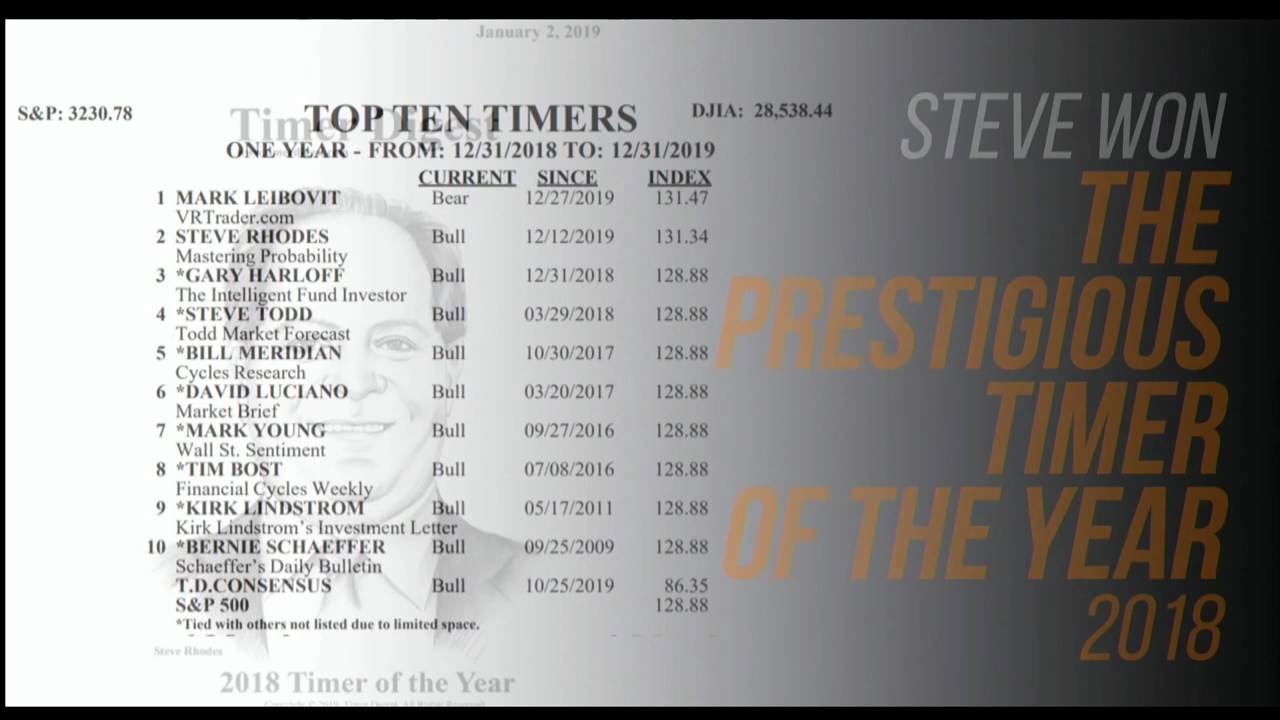 January 2, 2019
S&P: 3230.78 TOP TEN TIMERS DJIA: 28,538.44
Timer Digest
ONE YEAR - FROM: 12/31/2018 TO: 12/31/2019
CURRENT SINCE INDEX
1 MARK LEIBOVIT Bear 12/27/2019 131.47
VRTrader.com
2 STEVE RHODES Bull 12/12/2019 131.34
Mastering Probability
3 *GARY HARLOFF Bull 12/31/2018 128.88
The Intelligent Fund Investor
4 *STEVE TODD Bull 03/29/2018 128.88
Todd Market Forecast
5 *BILL MERIDIAN Bull 10/30/2017 128.88
Cycles Research
6 *DAVID LUCIANO Bull 03/20/2017 128.88
Market Brief
7 *MARK YOUNG Bull 09/27/2016 128.88
Wall St. Sentiment
8 *TIM BOST Bull 07/08/2016 128.88
Financial Cycles Weekly
9 *KIRK LINDSTROM Bull 05/17/2011 128.88
Kirk Lindstrom's Investment Letter
10 *BERNIE SCHAEFFER Bull 09/25/2009 128.88
Schaeffer's Daily Bulletin
T.D.CONSENSUS Bull 10/25/2019 86.35
S&P 500 128.88
*Tied with others not listed due to limited space.
Steve Rhodes
2018 Timer of the Year
Copyright © 2019, Timer Digest, All Rights Reserved
STEVE WON
THE
PRESTIGIOUS
TIMER
OF THE YEAR
2018